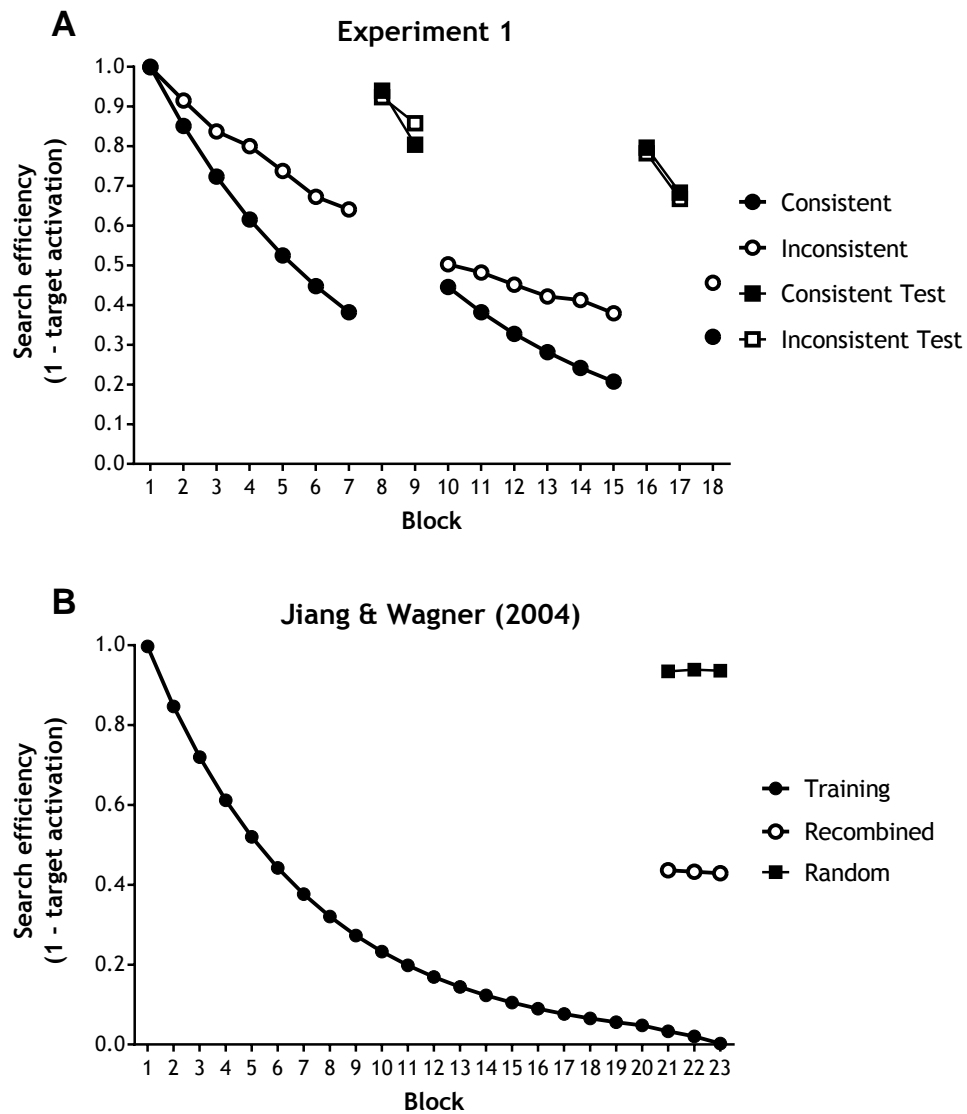 A
Experiment 1
Search efficiency
(1 - target activation)
1.0
0.9
0.8
0.7
0.6
0.5
0.4
0.3
0.2
0.1
0.0
1 2 3 4 5 6 7 8 9 10 11 12 13 14 15 16 17 18
Block
Consistent
Inconsistent
Consistent Test
Inconsistent Test
B
Jiang & Wagner (2004)
Search efficiency
(1 - target activation)
1.0
0.8
0.6
0.4
0.2
0.0
1 2 3 4 5 6 7 8 9 10 11 12 13 14 15 16 17 18 19 20 21 22 23
Block
Training
Recombined
Random